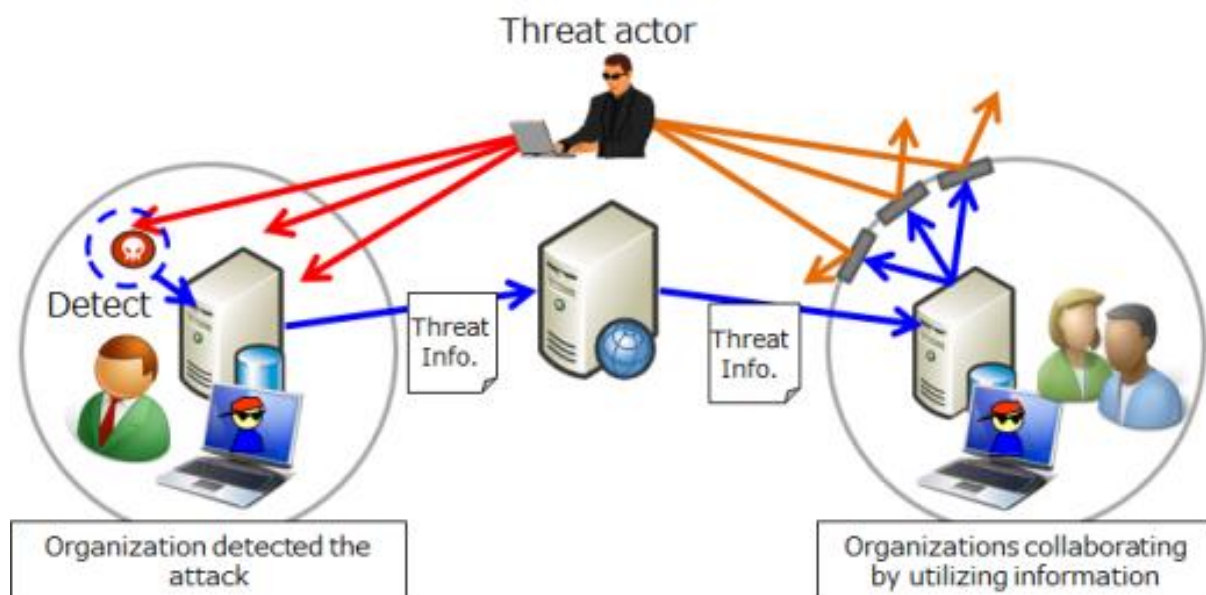 Threat actor
Detect
Threat
Info.
Threat
Info.
Organization detected the
attack
Organizations collaborating
by utilizing information